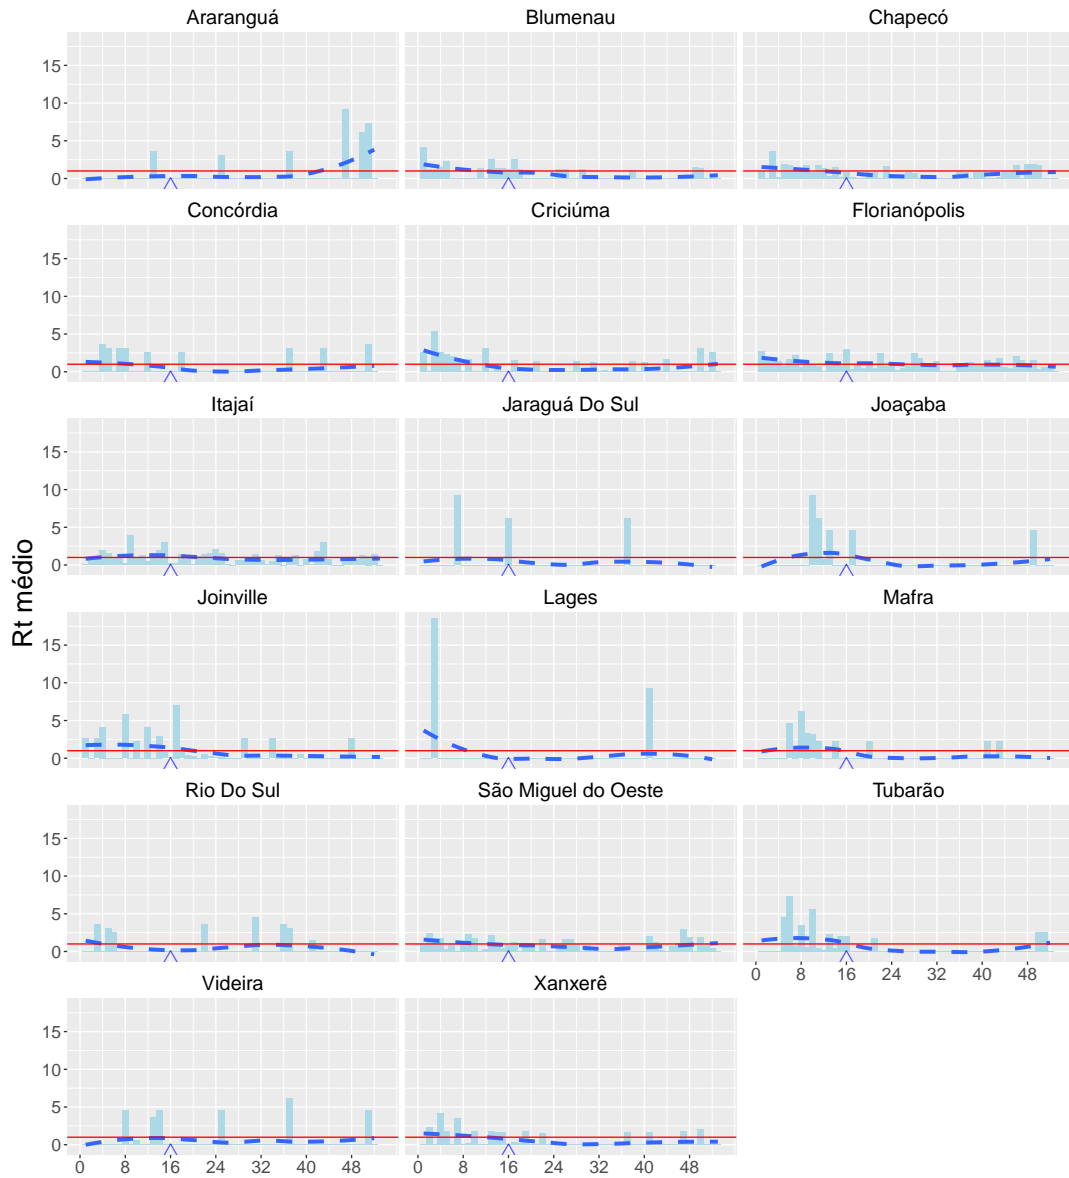 Araranguá Blumenau Chapecó
15
10
5
0
Concórdia Criciúma Florianópolis
15
10
5
0
Itajaí Jaraguá Do Sul Joaçaba
15
10
5
0
Rt médio
Joinville Lages Mafra
15
10
5
0
Rio Do Sul São Miguel do Oeste Tubarão
15
10
5
0
0 8 16 24 32 40 48
Videira Xanxerê
15
10
5
0
0 8 16 24 32 40 48 0 8 16 24 32 40 48